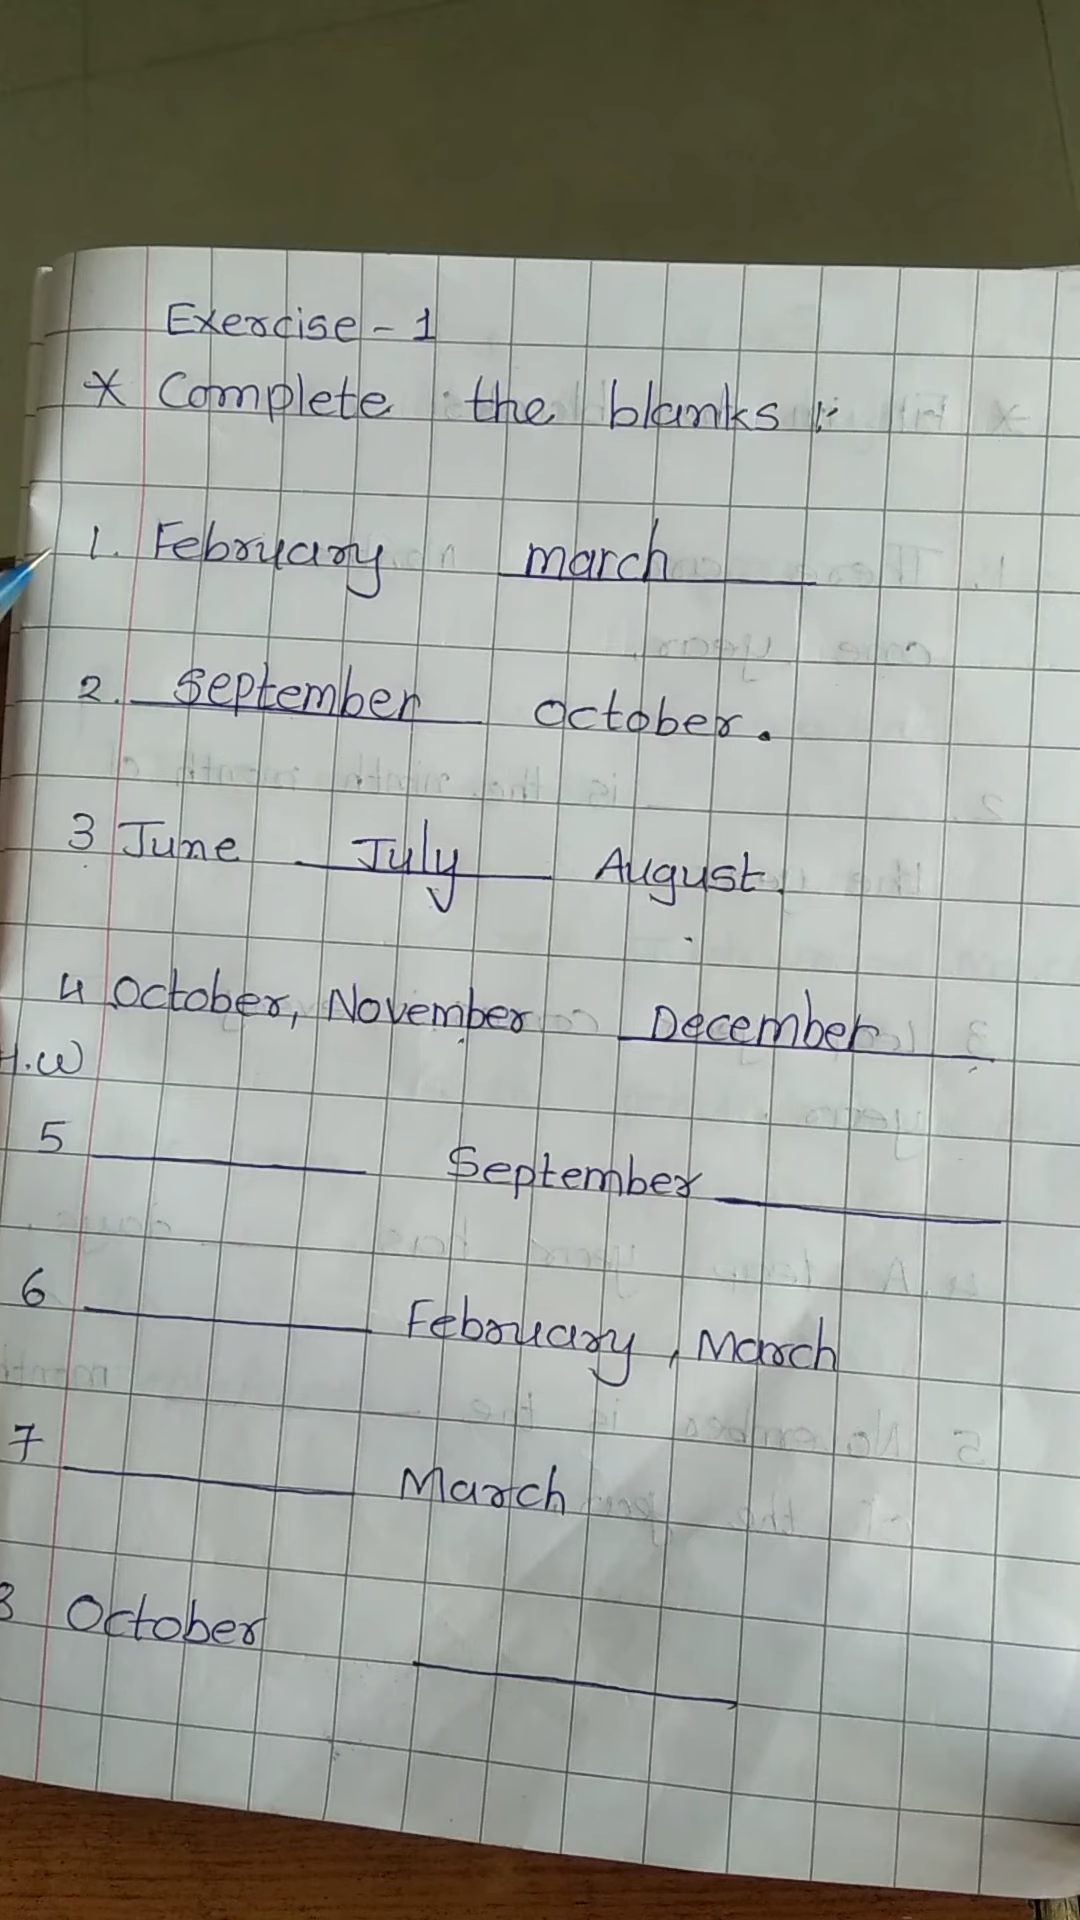 Exercise - 1
* Complete the blanks :-
1. February march
2. September October.
3 June July August.
4 October, November December
H.W
5 September
6 February, March
7 March
8 October